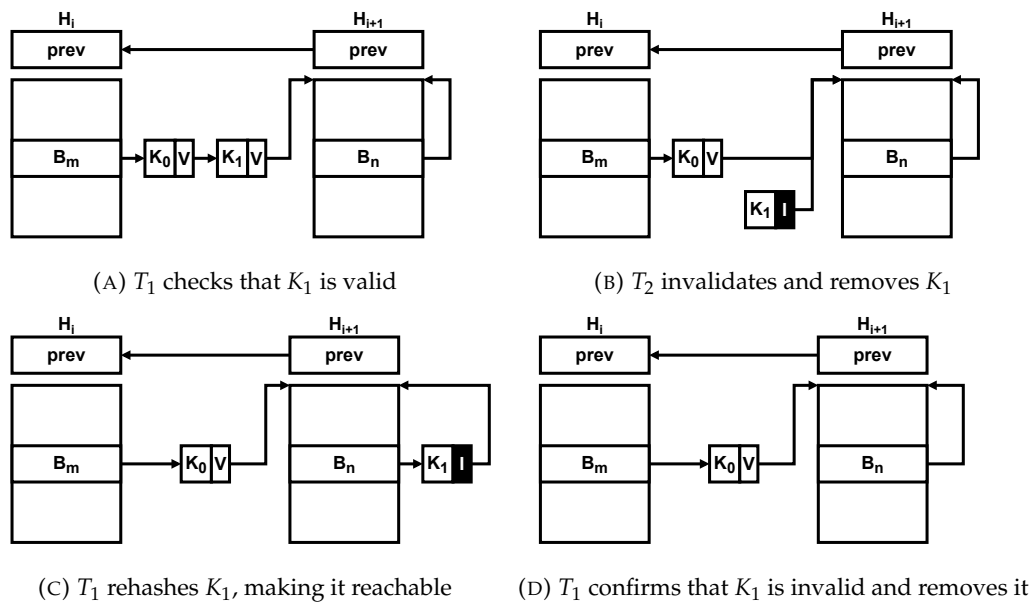 Hᵢ Hᵢ₊₁ Hᵢ Hᵢ₊₁
prev prev prev prev
Bₘ K₀ V K₁ V Bₙ Bₘ K₀ V Bₙ
K₁ I
(A) T₁ checks that K₁ is valid (B) T₂ invalidates and removes K₁
Hᵢ Hᵢ₊₁ Hᵢ Hᵢ₊₁
prev prev prev prev
Bₘ K₀ V Bₙ K₁ I Bₘ K₀ V Bₙ
(C) T₁ rehashes K₁, making it reachable (D) T₁ confirms that K₁ is invalid and removes it